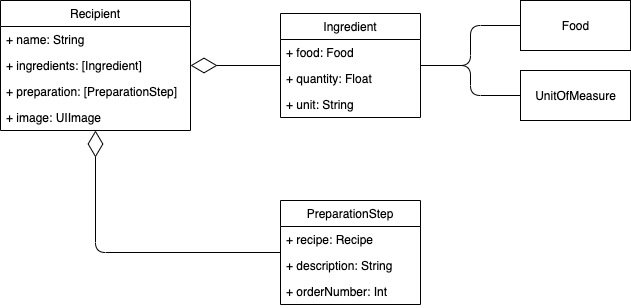 Recipient
+ name: String
+ ingredients: [Ingredient]
+ preparation: [PreparationStep]
+ image: UIImage
Ingredient
+ food: Food
+ quantity: Float
+ unit: String
Food
UnitOfMeasure
PreparationStep
+ recipe: Recipe
+ description: String
+ orderNumber: Int